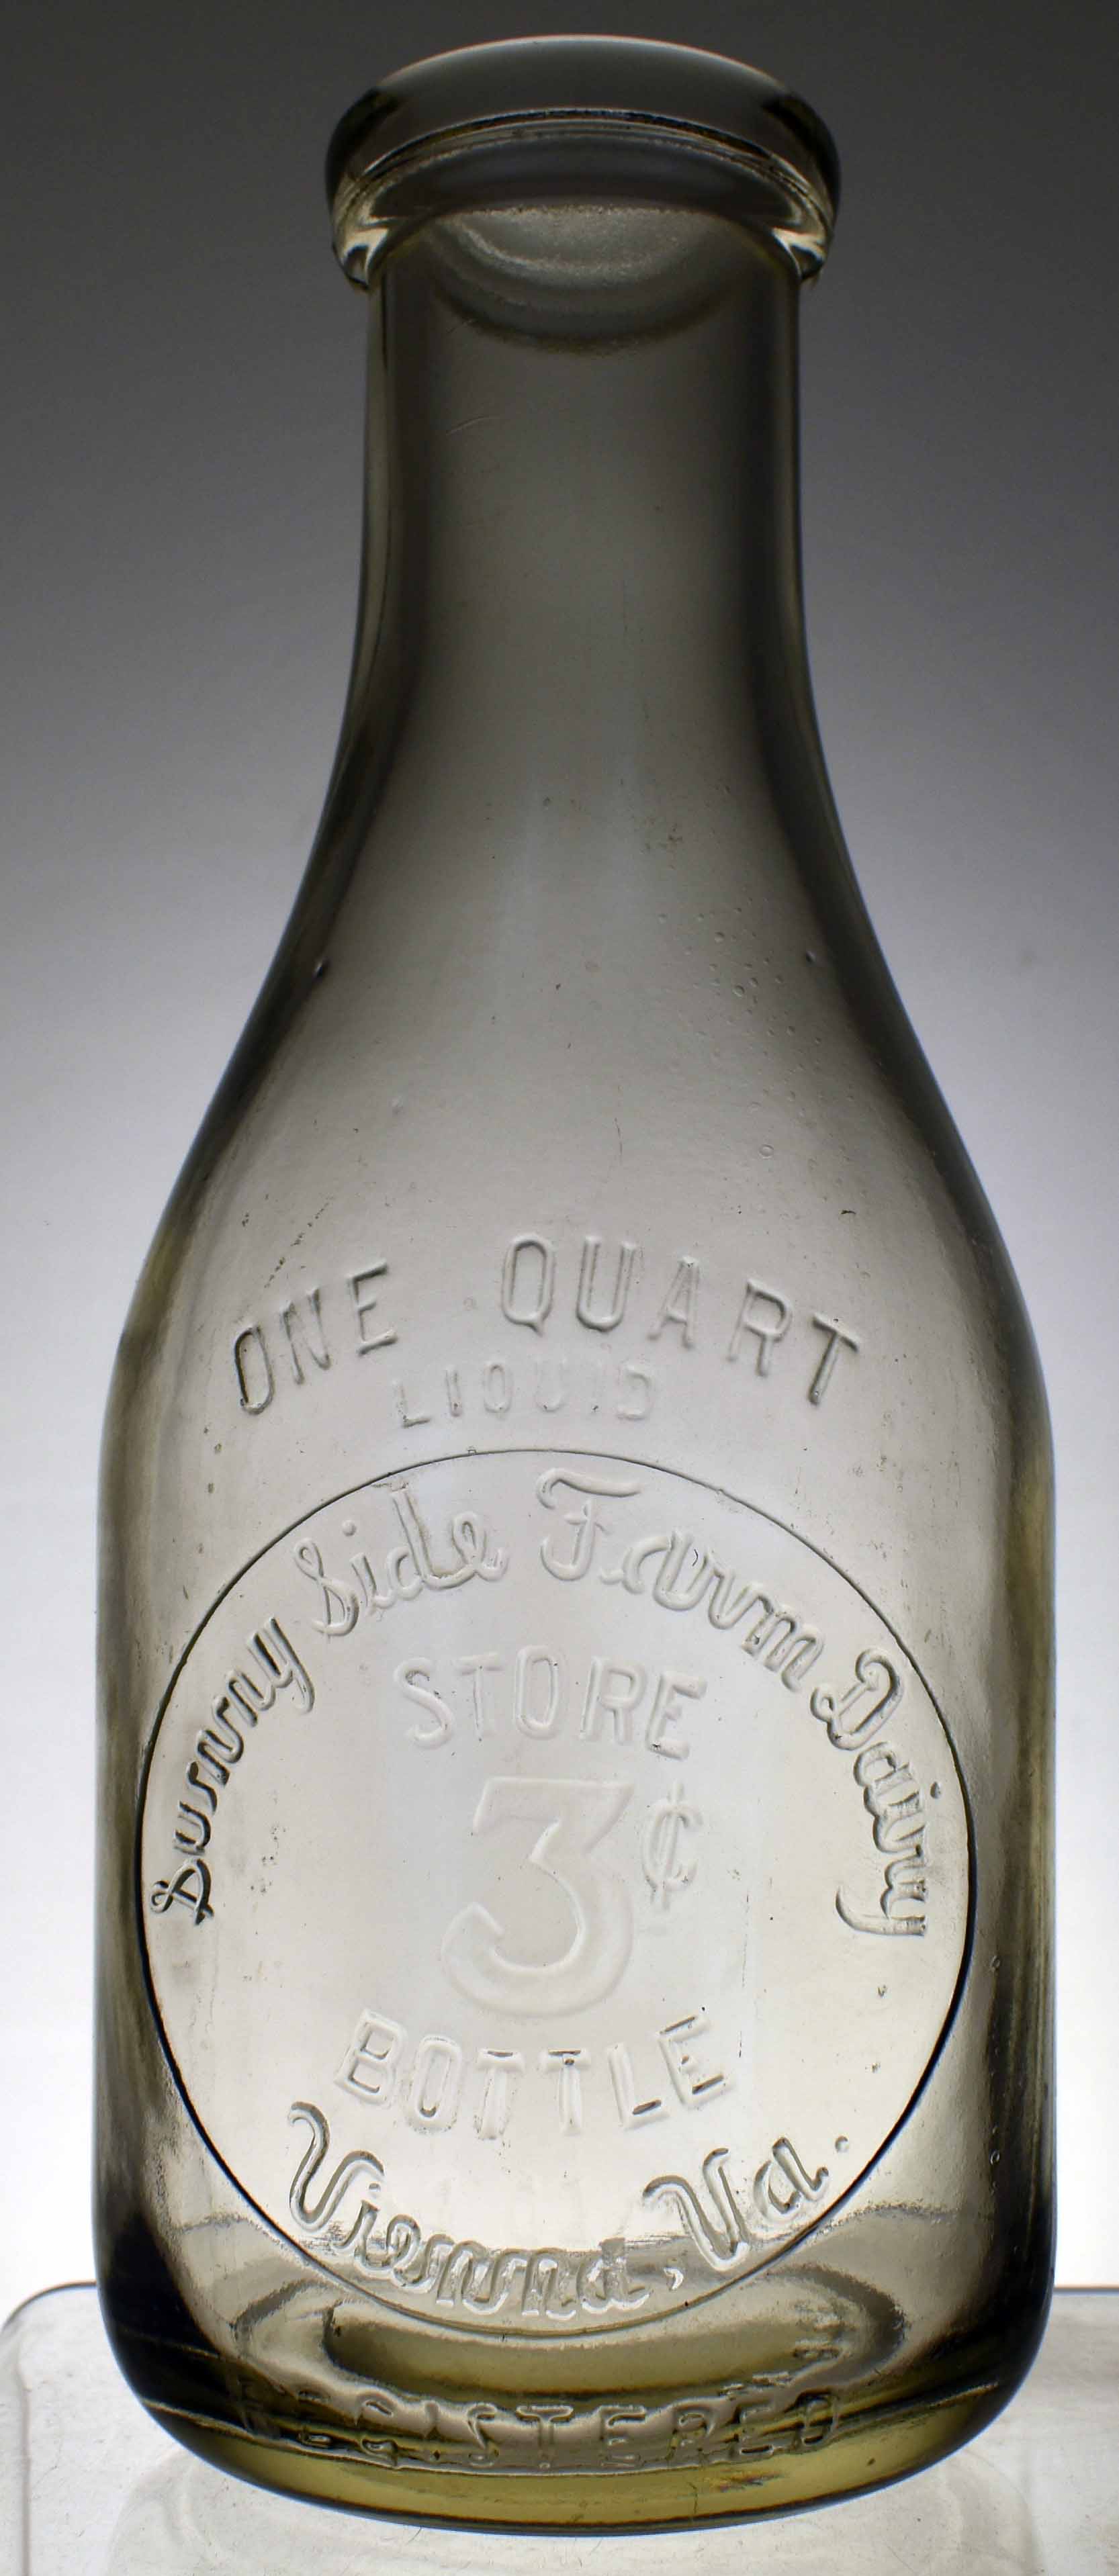 ONE QUART
LIQUID
Sunny Side Farm Dairy
STORE
3¢
BOTTLE
Vienna, Va.
REGISTERED